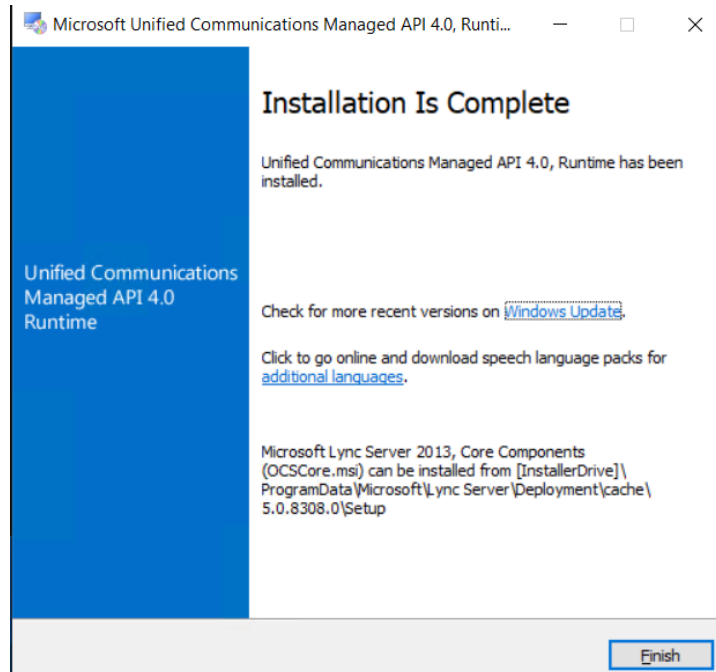 Microsoft Unified Communications Managed API 4.0, Runti...
Installation Is Complete
Unified Communications Managed API 4.0, Runtime has been
installed.
Unified Communications
Managed API 4.0
Runtime
Check for more recent versions on Windows Update.
Click to go online and download speech language packs for
additional languages.
Microsoft Lync Server 2013, Core Components
(OCSCore.msi) can be installed from [InstallerDrive]\
ProgramData\Microsoft\Lync Server\Deployment\cache\
5.0.8308.0\Setup
Finish